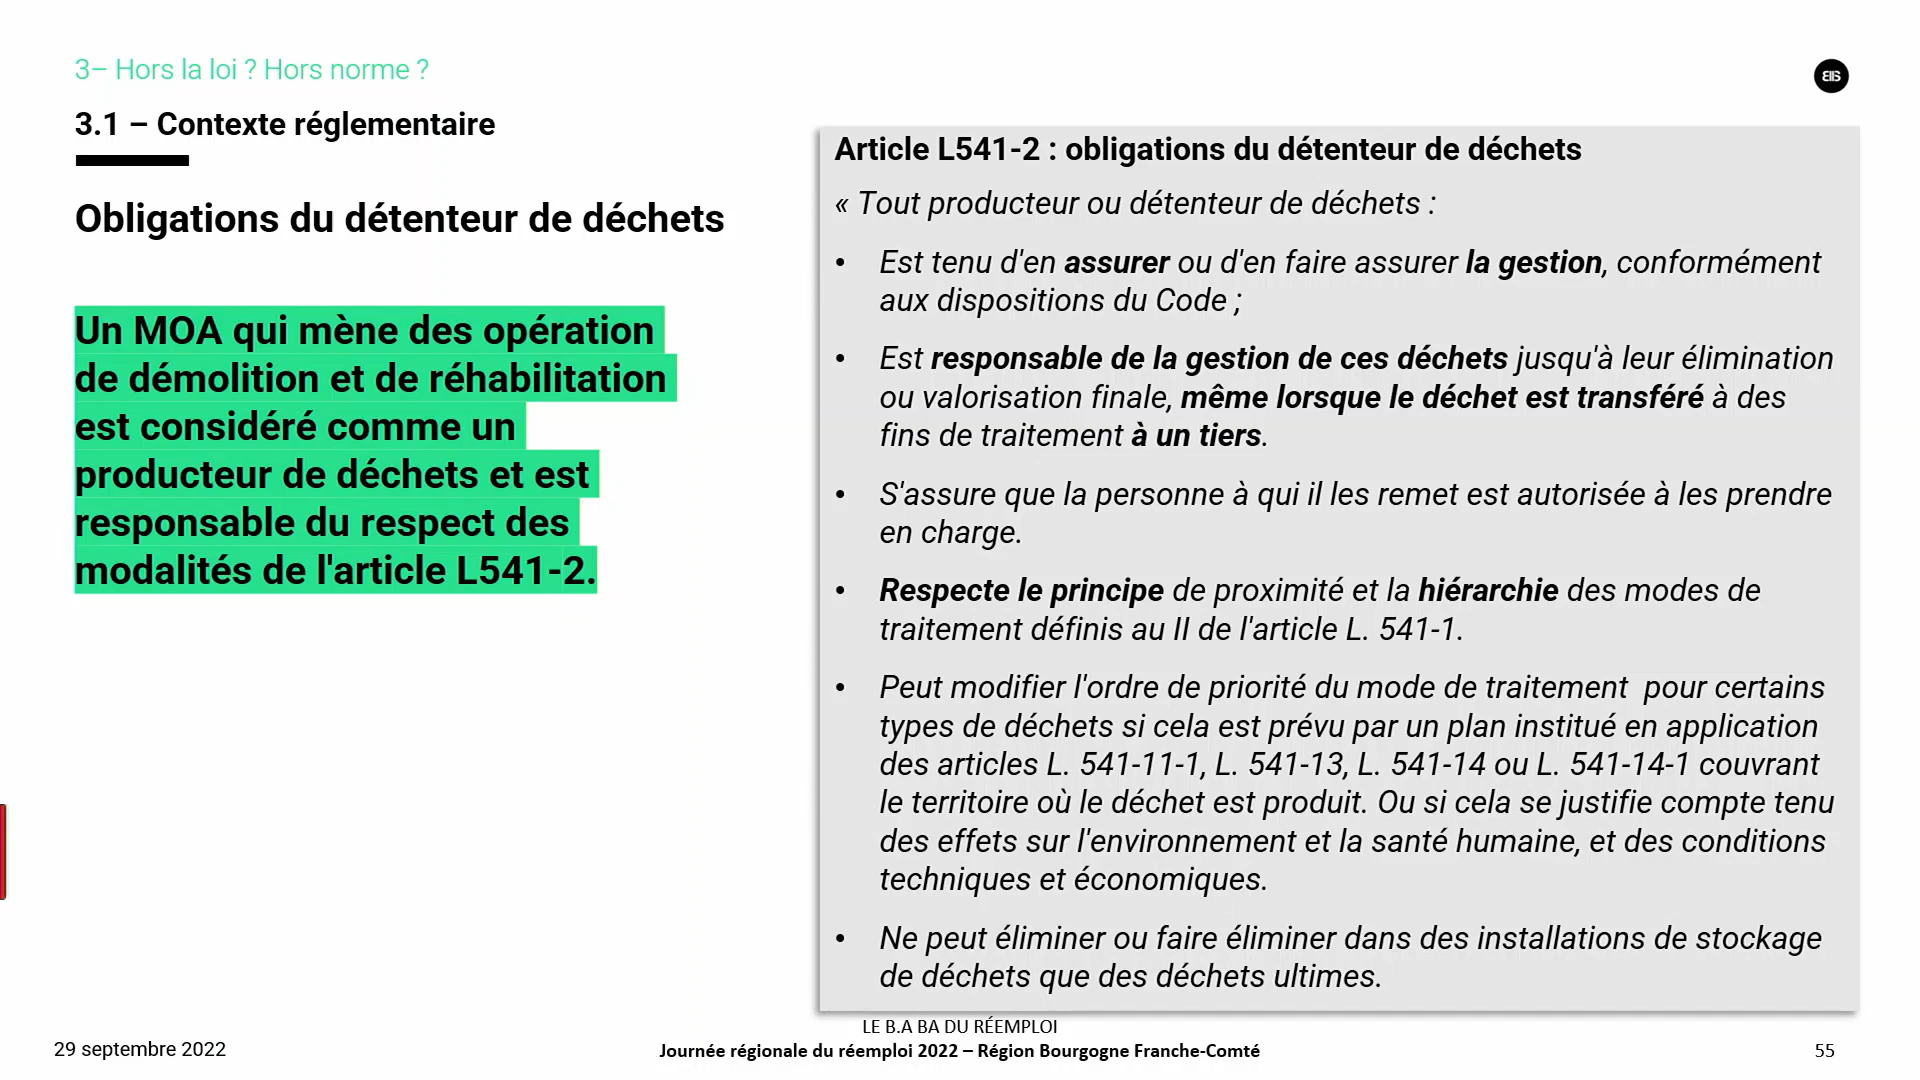 3– Hors la loi ? Hors norme ?
3.1 – Contexte réglementaire
Obligations du détenteur de déchets
Un MOA qui mène des opération
de démolition et de réhabilitation
est considéré comme un
producteur de déchets et est
responsable du respect des
modalités de l'article L541-2.
Article L541-2 : obligations du détenteur de déchets
« Tout producteur ou détenteur de déchets :
• Est tenu d'en assurer ou d'en faire assurer la gestion, conformément
aux dispositions du Code ;
• Est responsable de la gestion de ces déchets jusqu'à leur élimination
ou valorisation finale, même lorsque le déchet est transféré à des
fins de traitement à un tiers.
• S'assure que la personne à qui il les remet est autorisée à les prendre
en charge.
• Respecte le principe de proximité et la hiérarchie des modes de
traitement définis au II de l'article L. 541-1.
• Peut modifier l'ordre de priorité du mode de traitement pour certains
types de déchets si cela est prévu par un plan institué en application
des articles L. 541-11-1, L. 541-13, L. 541-14 ou L. 541-14-1 couvrant
le territoire où le déchet est produit. Ou si cela se justifie compte tenu
des effets sur l'environnement et la santé humaine, et des conditions
techniques et économiques.
• Ne peut éliminer ou faire éliminer dans des installations de stockage
de déchets que des déchets ultimes.
LE B.A BA DU RÉEMPLOI
29 septembre 2022
Journée régionale du réemploi 2022 – Région Bourgogne Franche-Comté
55